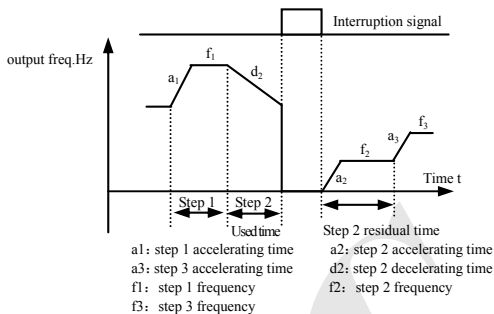 Interruption signal
output freq.Hz
f1
a1
d2
f3
a3
f2
a2
Time t
Step 1
Step 2
Used time
Step 2 residual time
a1: step 1 accelerating time
a2: step 2 accelerating time
a3: step 3 accelerating time
d2: step 2 decelerating time
f1: step 1 frequency
f2: step 2 frequency
f3: step 3 frequency